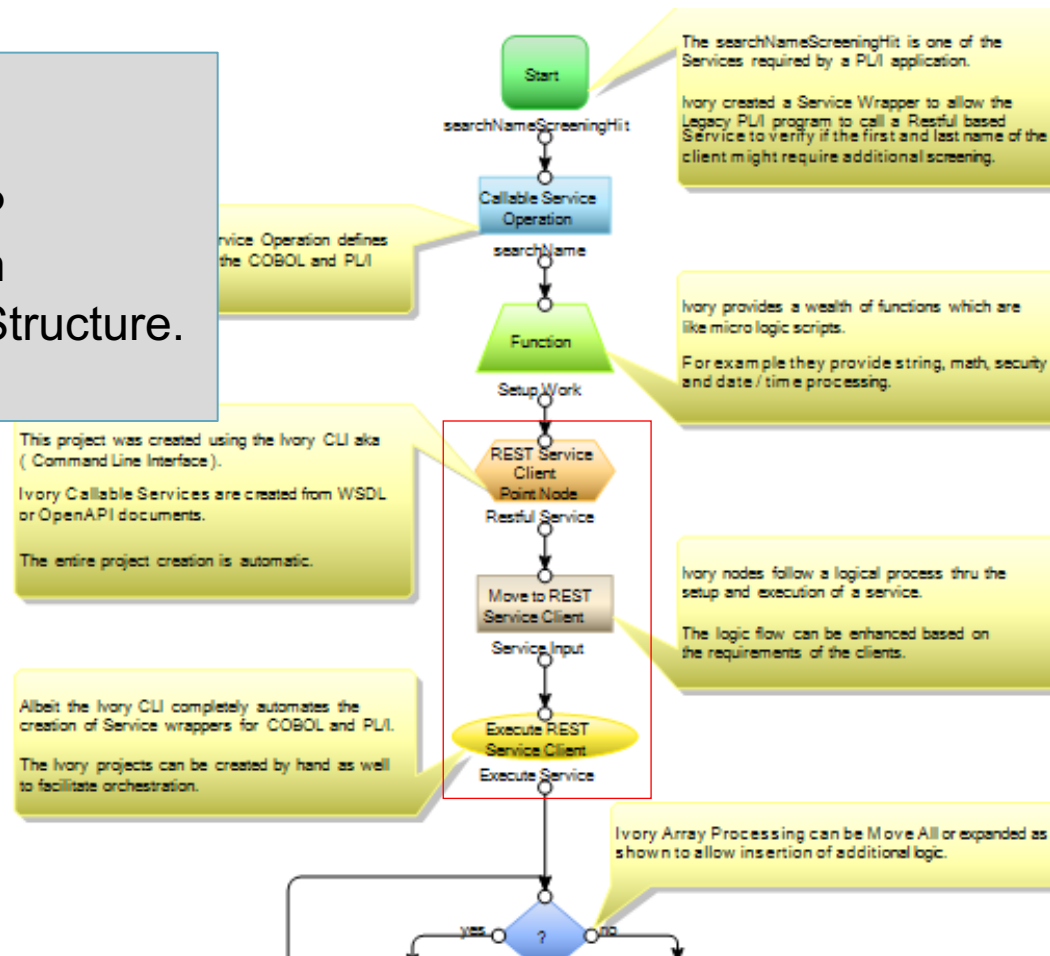 Structure.
Start
searchNameScreeningHit
The searchNameScreeningHit is one of the
Services required by a PL/I application.
Ivory created a Service Wrapper to allow the
Legacy PL/I program to call a Restful based
Service to verify if the first and last name of the
client might require additional screening.
Callable Service
Operation
searchName
Operation defines
the COBOL and PL/I
Function
Setup Work
Ivory provides a wealth of functions which are
like micro logic scripts.
For example they provide string, math, security
and date / time processing.
This project was created using the Ivory CLI aka
( Command Line Interface ).
Ivory Callable Services are created from WSDL
or OpenAPI documents.
The entire project creation is automatic.
REST Service
Client
Point Node
Restful Service
Move to REST
Service Client
Service Input
Ivory nodes follow a logical process thru the
setup and execution of a service.
The logic flow can be enhanced based on
the requirements of the clients.
Albeit the Ivory CLI completely automates the
creation of Service wrappers for COBOL and PL/I.
The Ivory projects can be created by hand as well
to facilitate orchestration.
Execute REST
Service Client
Execute Service
Ivory Array Processing can be Move All or expanded as
shown to allow insertion of additional logic.
yes
?
no